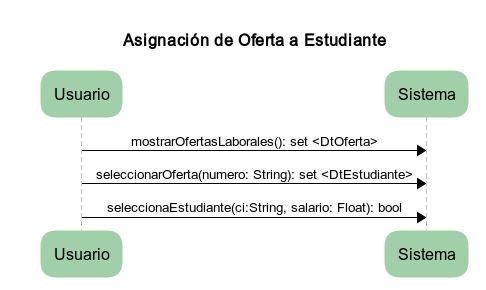 Asignación de Oferta a Estudiante
Usuario
Sistema
mostrarOfertasLaborales(): set <DtOferta>
seleccionarOferta(numero: String): set <DtEstudiante>
seleccionaEstudiante(ci:String, salario: Float): bool
Usuario
Sistema